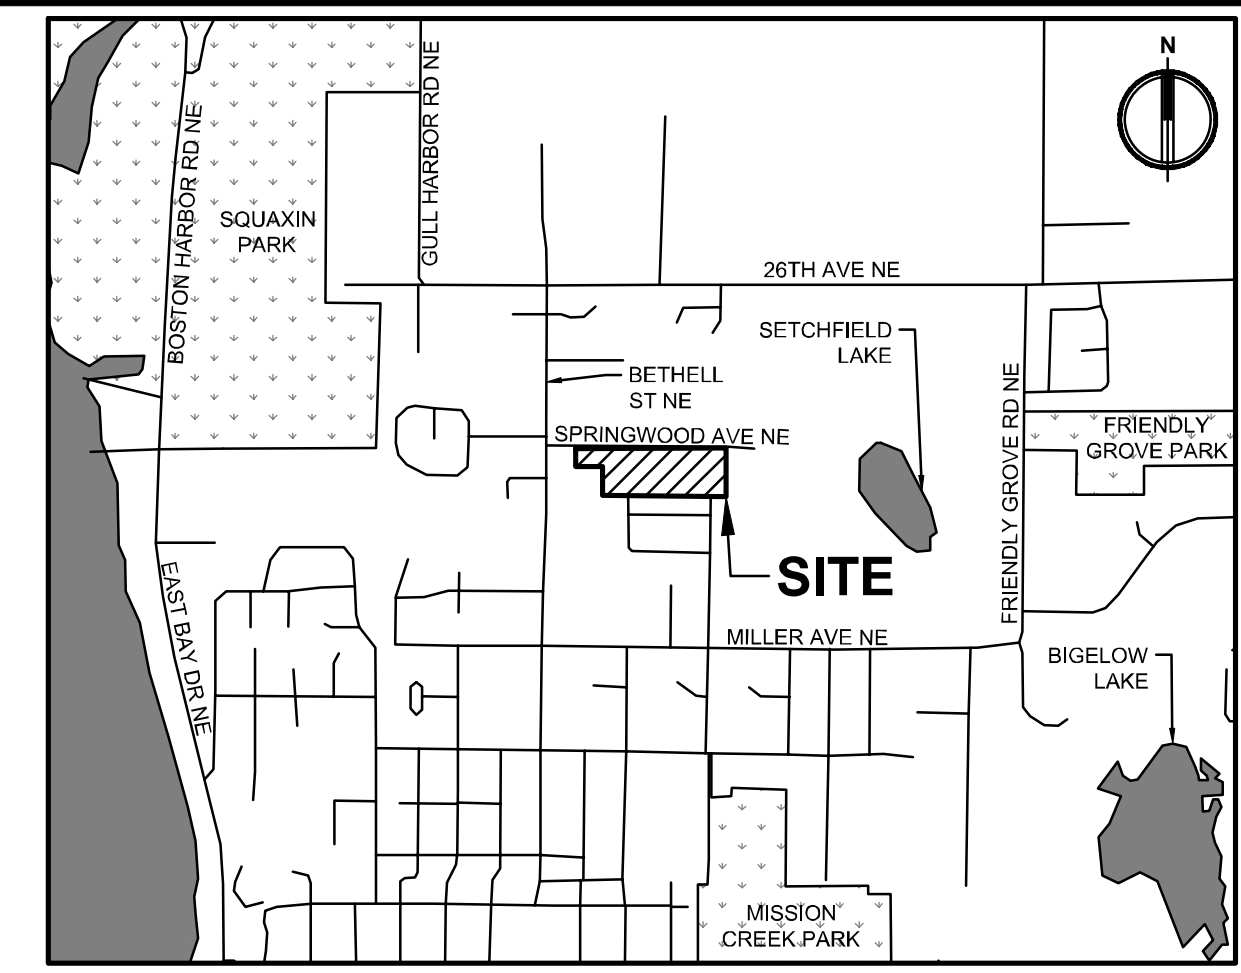 N
GULL HARBOR RD NE
BOSTON HARBOR RD NE
SQUAXIN
PARK
26TH AVE NE
SETCHFIELD
LAKE
BETHELL
ST NE
SPRINGWOOD AVE NE
FRIENDLY GROVE RD NE
FRIENDLY
GROVE PARK
SITE
EAST BAY DR NE
MILLER AVE NE
BIGELOW
LAKE
MISSION
CREEK PARK